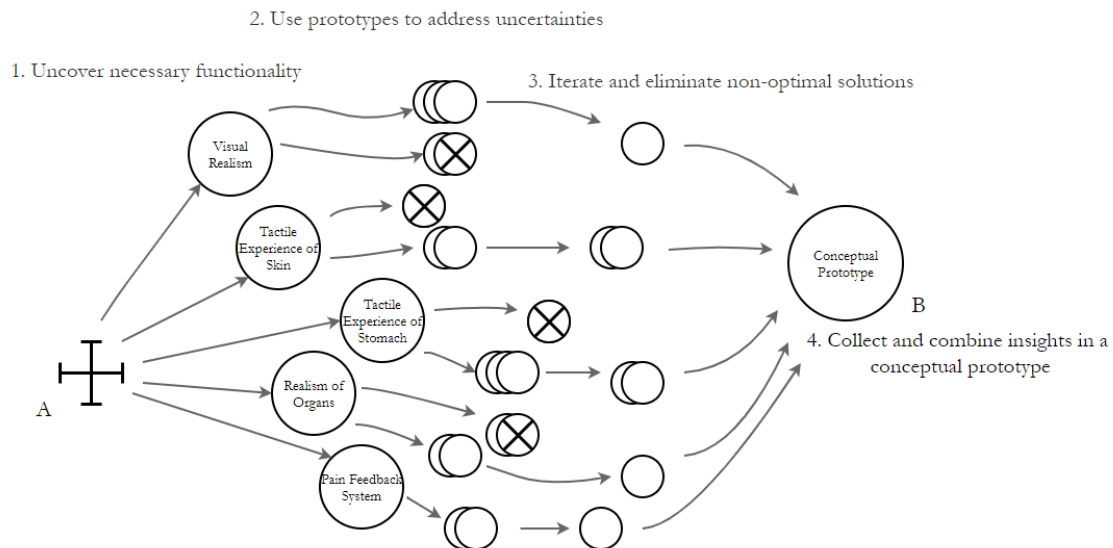 2. Use prototypes to address uncertainties
1. Uncover necessary functionality
3. Iterate and eliminate non-optimal solutions
Visual
Realism
Tactile
Experience of
Skin
Tactile
Experience of
Stomach
Realism of
Organs
Pain Feedback
System
A
Conceptual
Prototype
B
4. Collect and combine insights in a
conceptual prototype